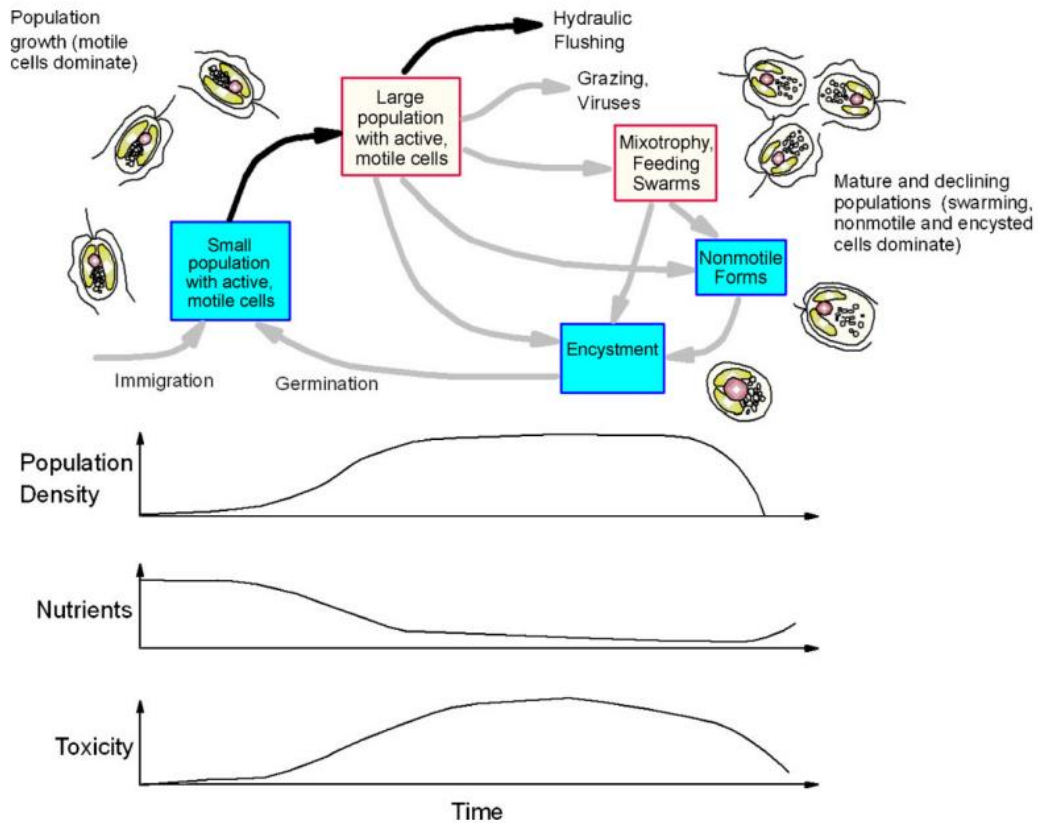 Population
growth (motile
cells dominate)
Hydraulic
Flushing
Grazing,
Viruses
Large
population
with active,
motile cells
Mixotrophy,
Feeding
Swarms
Mature and declining
populations (swarming,
nonmotile and encysted
cells dominate)
Small
population
with active,
motile cells
Nonmotile
Forms
Encystment
Immigration
Germination
Population
Density
Nutrients
Toxicity
Time